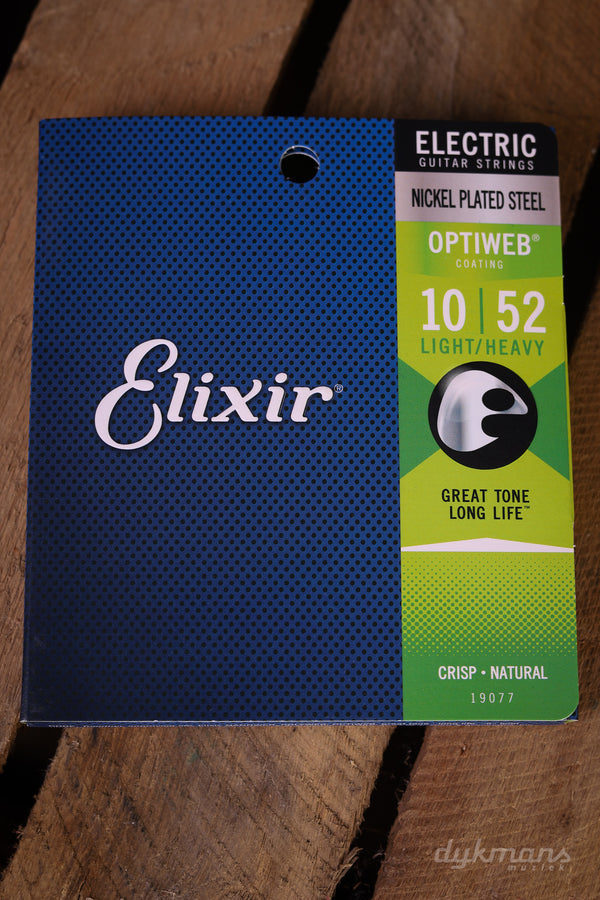 ELECTRIC
GUITAR STRINGS
NICKEL PLATED STEEL
OPTIWEB®
COATING
10 | 52
LIGHT/HEAVY
Elixir®
GREAT TONE
LONG LIFE™
CRISP • NATURAL
19077
dykmans
muziek